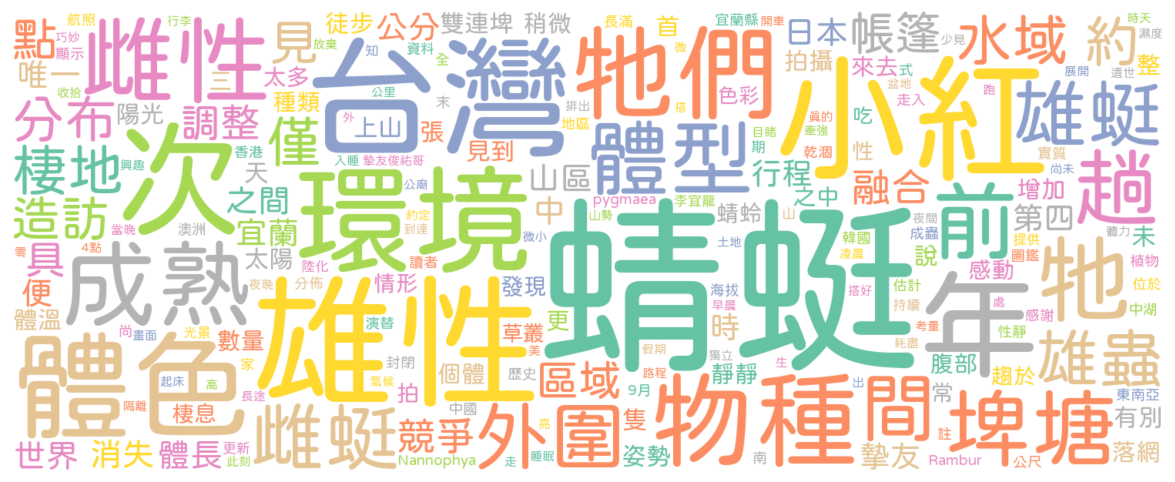 蜻蜓
台灣
小紅
雄性
環境
體色
年
次
物種
成熟
雌性
牠們
體型
前
外圍
間
埤塘
雄蟲
雌蜓
雄蜓
水域
趟
牠
約
帳篷
見
點
分布
調整
僅
棲地
造訪
具
便
競爭
區域
融合
行程
宜蘭
之間
山區
中
發現
第四
增加
感動
說
未
時
更
摯友
常
腹部
趨於
有別
落網
靜靜
姿勢
隻
草叢
個體
拍
情形
太陽
數量
體溫
棲息
世界
消失
體長
陽光
唯一
種類
太多
三
徒步
公分
雙連埤
稍微
首
日本
拍攝
來去
色彩
整
吃
性
之中
乾涸
蜻蛉
見到
張
上山
天
航照
巧妙
顯示
行李
放棄
收拾
知
資料
全
公里
末
排出
地區
長滿
宜蘭縣
開車
微
式
盆地
走入
跑
少見
展開
遺世
時天
濕度
真的
牽強
搭
目睹
期
實質
尚未
香港
興趣
入睡
摯友俊祐哥
外
公廟
約定
到達
山勢
pygmaea
李宜龍
微小
土地
山
夜間
成蟲
韓國
凌晨
提供
圖鑑
體力
植物
位於
中湖
感謝
性靜
處
估計
持續
考量
耗盡
搭好
早晨
海拔
獨立
假期
路程
9月
生
出
南
註
公尺
Rambur
東南亞
當晚
零
4點
澳洲
陸化
讀者
夜晚
分佈
尚
畫面
光景
演替
美
封閉
歷史
家
氣候
起床
高
隔離
長途
更新
此刻
中國
Nannophya
走
亮
睡眠